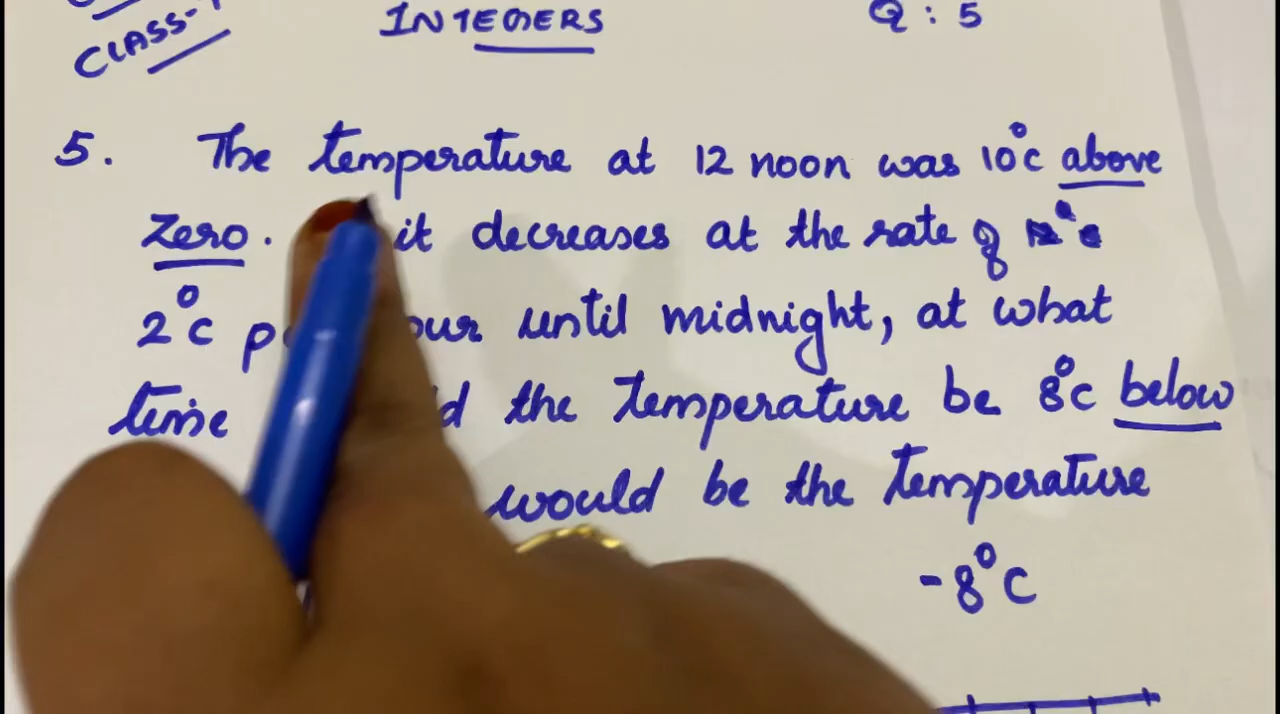 CLASS-
INTEGERS
Q : 5
5. The temperature at 12 noon was 10°C above
Zero. it decreases at the rate of
2°C until midnight, at what
time the temperature be 8°C below
would be the temperature
-8°C